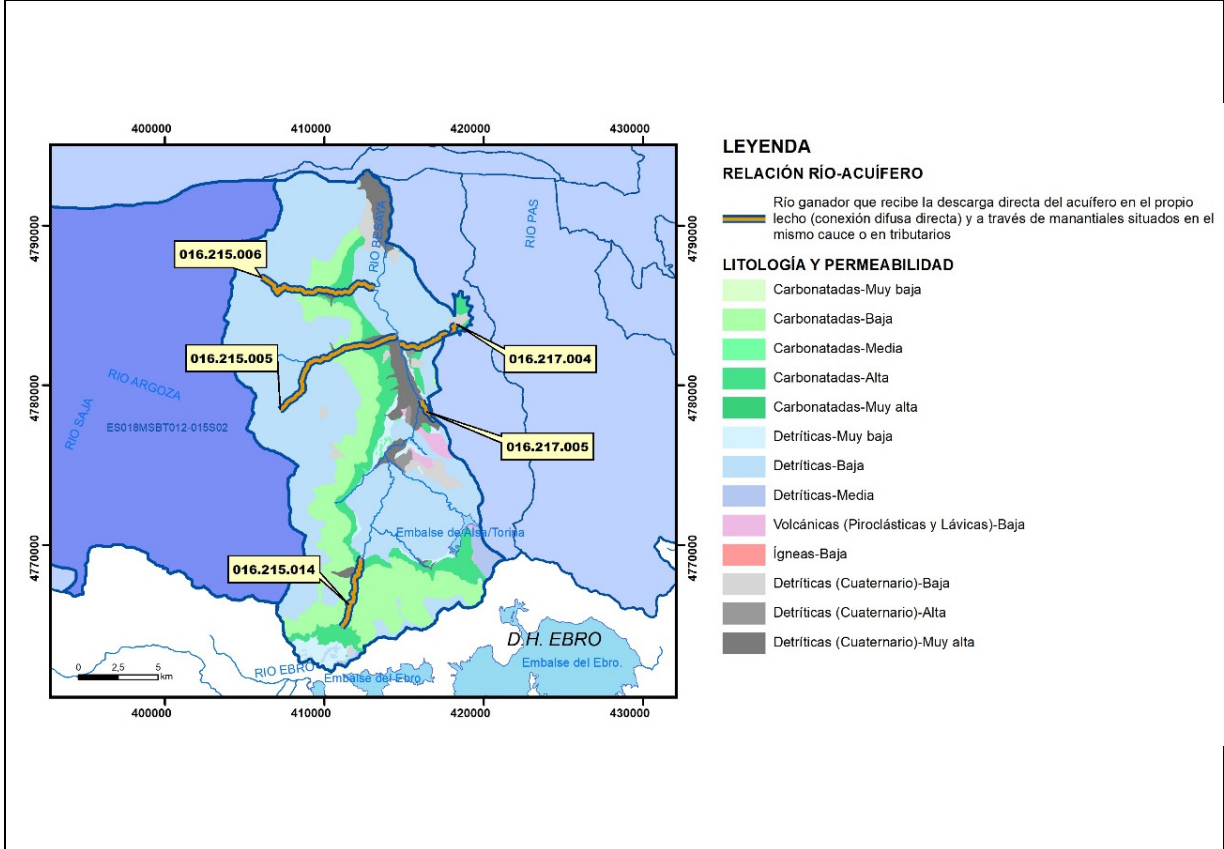 400000 410000 420000 430000
4790000
4780000
4770000
4790000
4780000
4770000
RIO BESAYA
RIO PAS
016.215.006
016.215.005
016.217.004
RIO ARGOZA
RIO SAJA
ES018MSBT012-015S02
016.217.005
Embalse de Alsa/Torina
016.215.014
D.H. EBRO
RIO EBRO
Embalse del Ebro.
Embalse del Ebro.
0 2,5 5
km
400000 410000 420000 430000
LEYENDA
RELACIÓN RÍO-ACUÍFERO
Río ganador que recibe la descarga directa del acuífero en el propio
lecho (conexión difusa directa) y a través de manantiales situados en el
mismo cauce o en tributarios
LITOLOGÍA Y PERMEABILIDAD
Carbonatadas-Muy baja
Carbonatadas-Baja
Carbonatadas-Media
Carbonatadas-Alta
Carbonatadas-Muy alta
Detríticas-Muy baja
Detríticas-Baja
Detríticas-Media
Volcánicas (Piroclásticas y Lávicas)-Baja
Ígneas-Baja
Detríticas (Cuaternario)-Baja
Detríticas (Cuaternario)-Alta
Detríticas (Cuaternario)-Muy alta